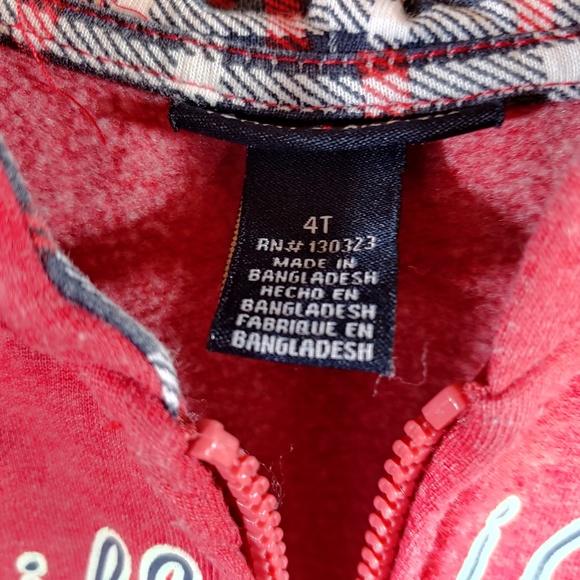 4T
RN# 130323
MADE IN
BANGLADESH
HECHO EN
BANGLADESH
FABRIQUE EN
BANGLADESH